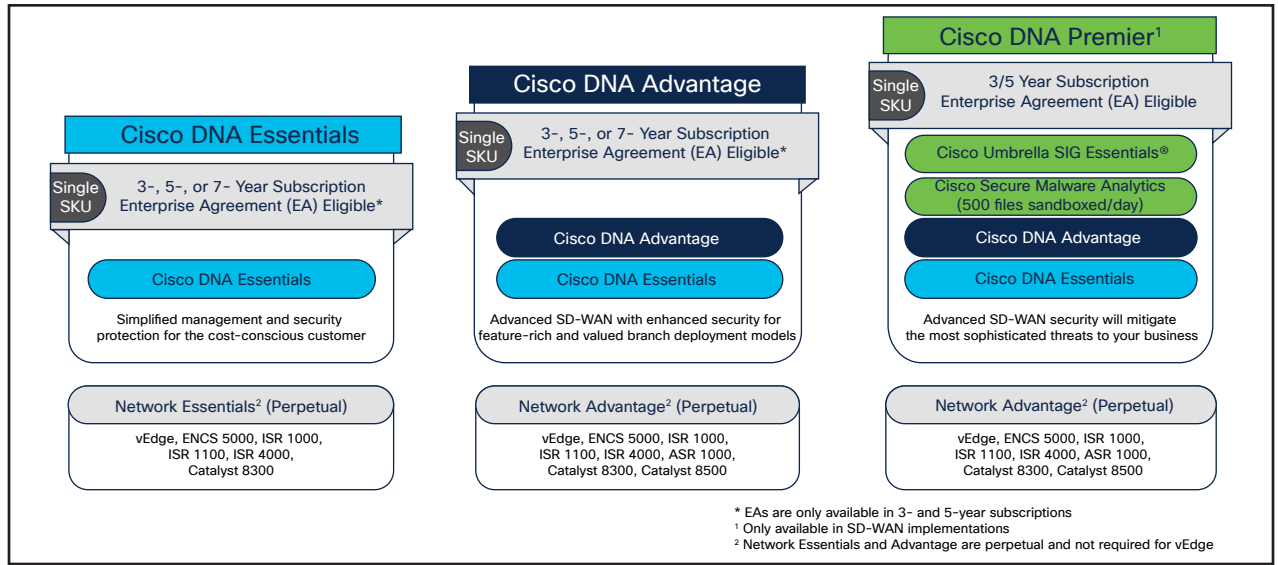 Cisco DNA Essentials
Single
SKU
3-, 5-, or 7- Year Subscription
Enterprise Agreement (EA) Eligible*
Cisco DNA Essentials
Simplified management and security
protection for the cost-conscious customer
Network Essentials² (Perpetual)
vEdge, ENCS 5000, ISR 1000,
ISR 1100, ISR 4000,
Catalyst 8300
Cisco DNA Advantage
Single
SKU
3-, 5-, or 7- Year Subscription
Enterprise Agreement (EA) Eligible*
Cisco DNA Advantage
Cisco DNA Essentials
Advanced SD-WAN with enhanced security for
feature-rich and valued branch deployment models
Network Advantage² (Perpetual)
vEdge, ENCS 5000, ISR 1000,
ISR 1100, ISR 4000, ASR 1000,
Catalyst 8300, Catalyst 8500
Cisco DNA Premier¹
Single
SKU
3/5 Year Subscription
Enterprise Agreement (EA) Eligible
Cisco Umbrella SIG Essentials®
Cisco Secure Malware Analytics
(500 files sandboxed/day)
Cisco DNA Advantage
Cisco DNA Essentials
Advanced SD-WAN security will mitigate
the most sophisticated threats to your business
Network Advantage² (Perpetual)
vEdge, ENCS 5000, ISR 1000,
ISR 1100, ISR 4000, ASR 1000,
Catalyst 8300, Catalyst 8500
* EAs are only available in 3- and 5-year subscriptions
¹ Only available in SD-WAN implementations
² Network Essentials and Advantage are perpetual and not required for vEdge